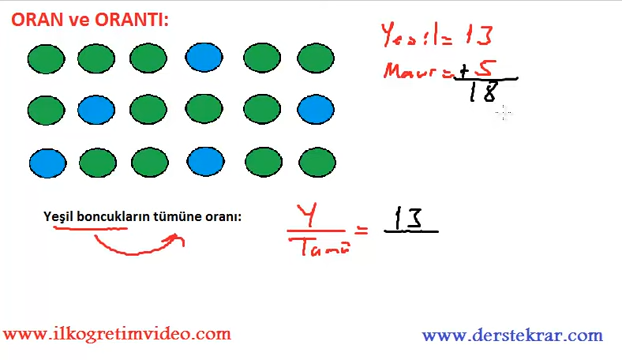 ORAN ve ORANTI:
Yeşil = 13
Mavi = + 5
18
Yeşil boncukların tümüne oranı:
Y
Tümü
= 13
www.ilkogretimvideo.com
www.derstekrar.com